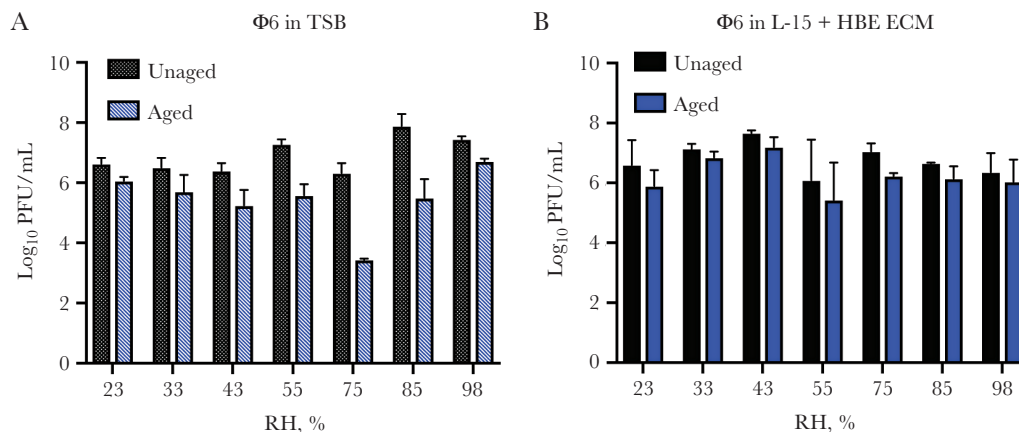 A
Φ6 in TSB
Unaged
Aged
Log10 PFU/mL
10
8
6
4
2
0
23 33 43 55 75 85 98
RH, %
B
Φ6 in L-15 + HBE ECM
Unaged
Aged
Log10 PFU/mL
10
8
6
4
2
0
23 33 43 55 75 85 98
RH, %